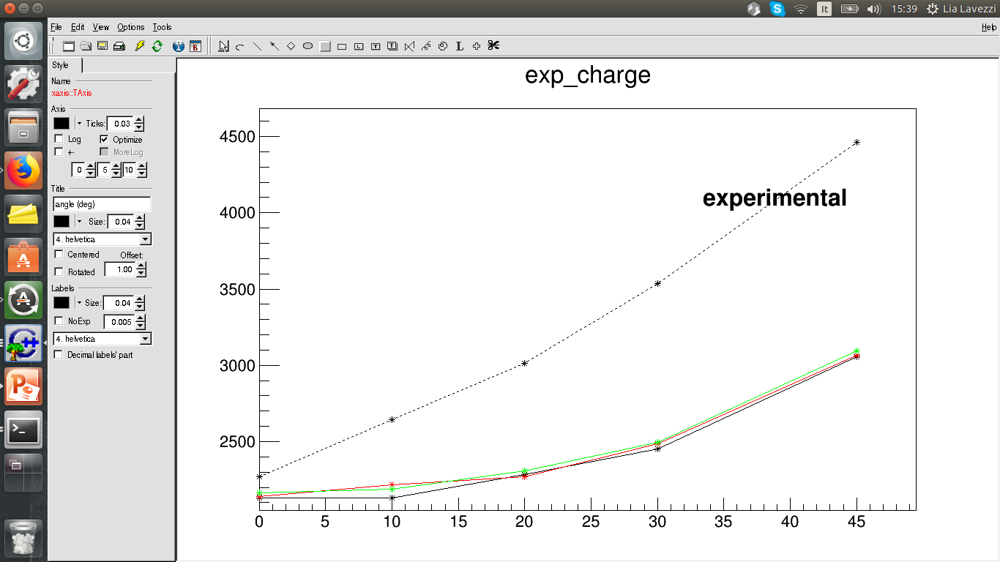 It
15:39
Lia Lavezzi
File Edit View Options Tools Help
Style
Name
xaxis::TAxis
Axis
Ticks: 0.03
Log Optimize
+- MoreLog
0 5 10
Title
angle (deg)
Size: 0.04
4. helvetica
Centered Offset:
Rotated 1.00
Labels
Size: 0.04
NoExp 0.005
4. helvetica
Decimal labels' part
exp_charge
4500
experimental
4000
3500
3000
2500
0 5 10 15 20 25 30 35 40 45